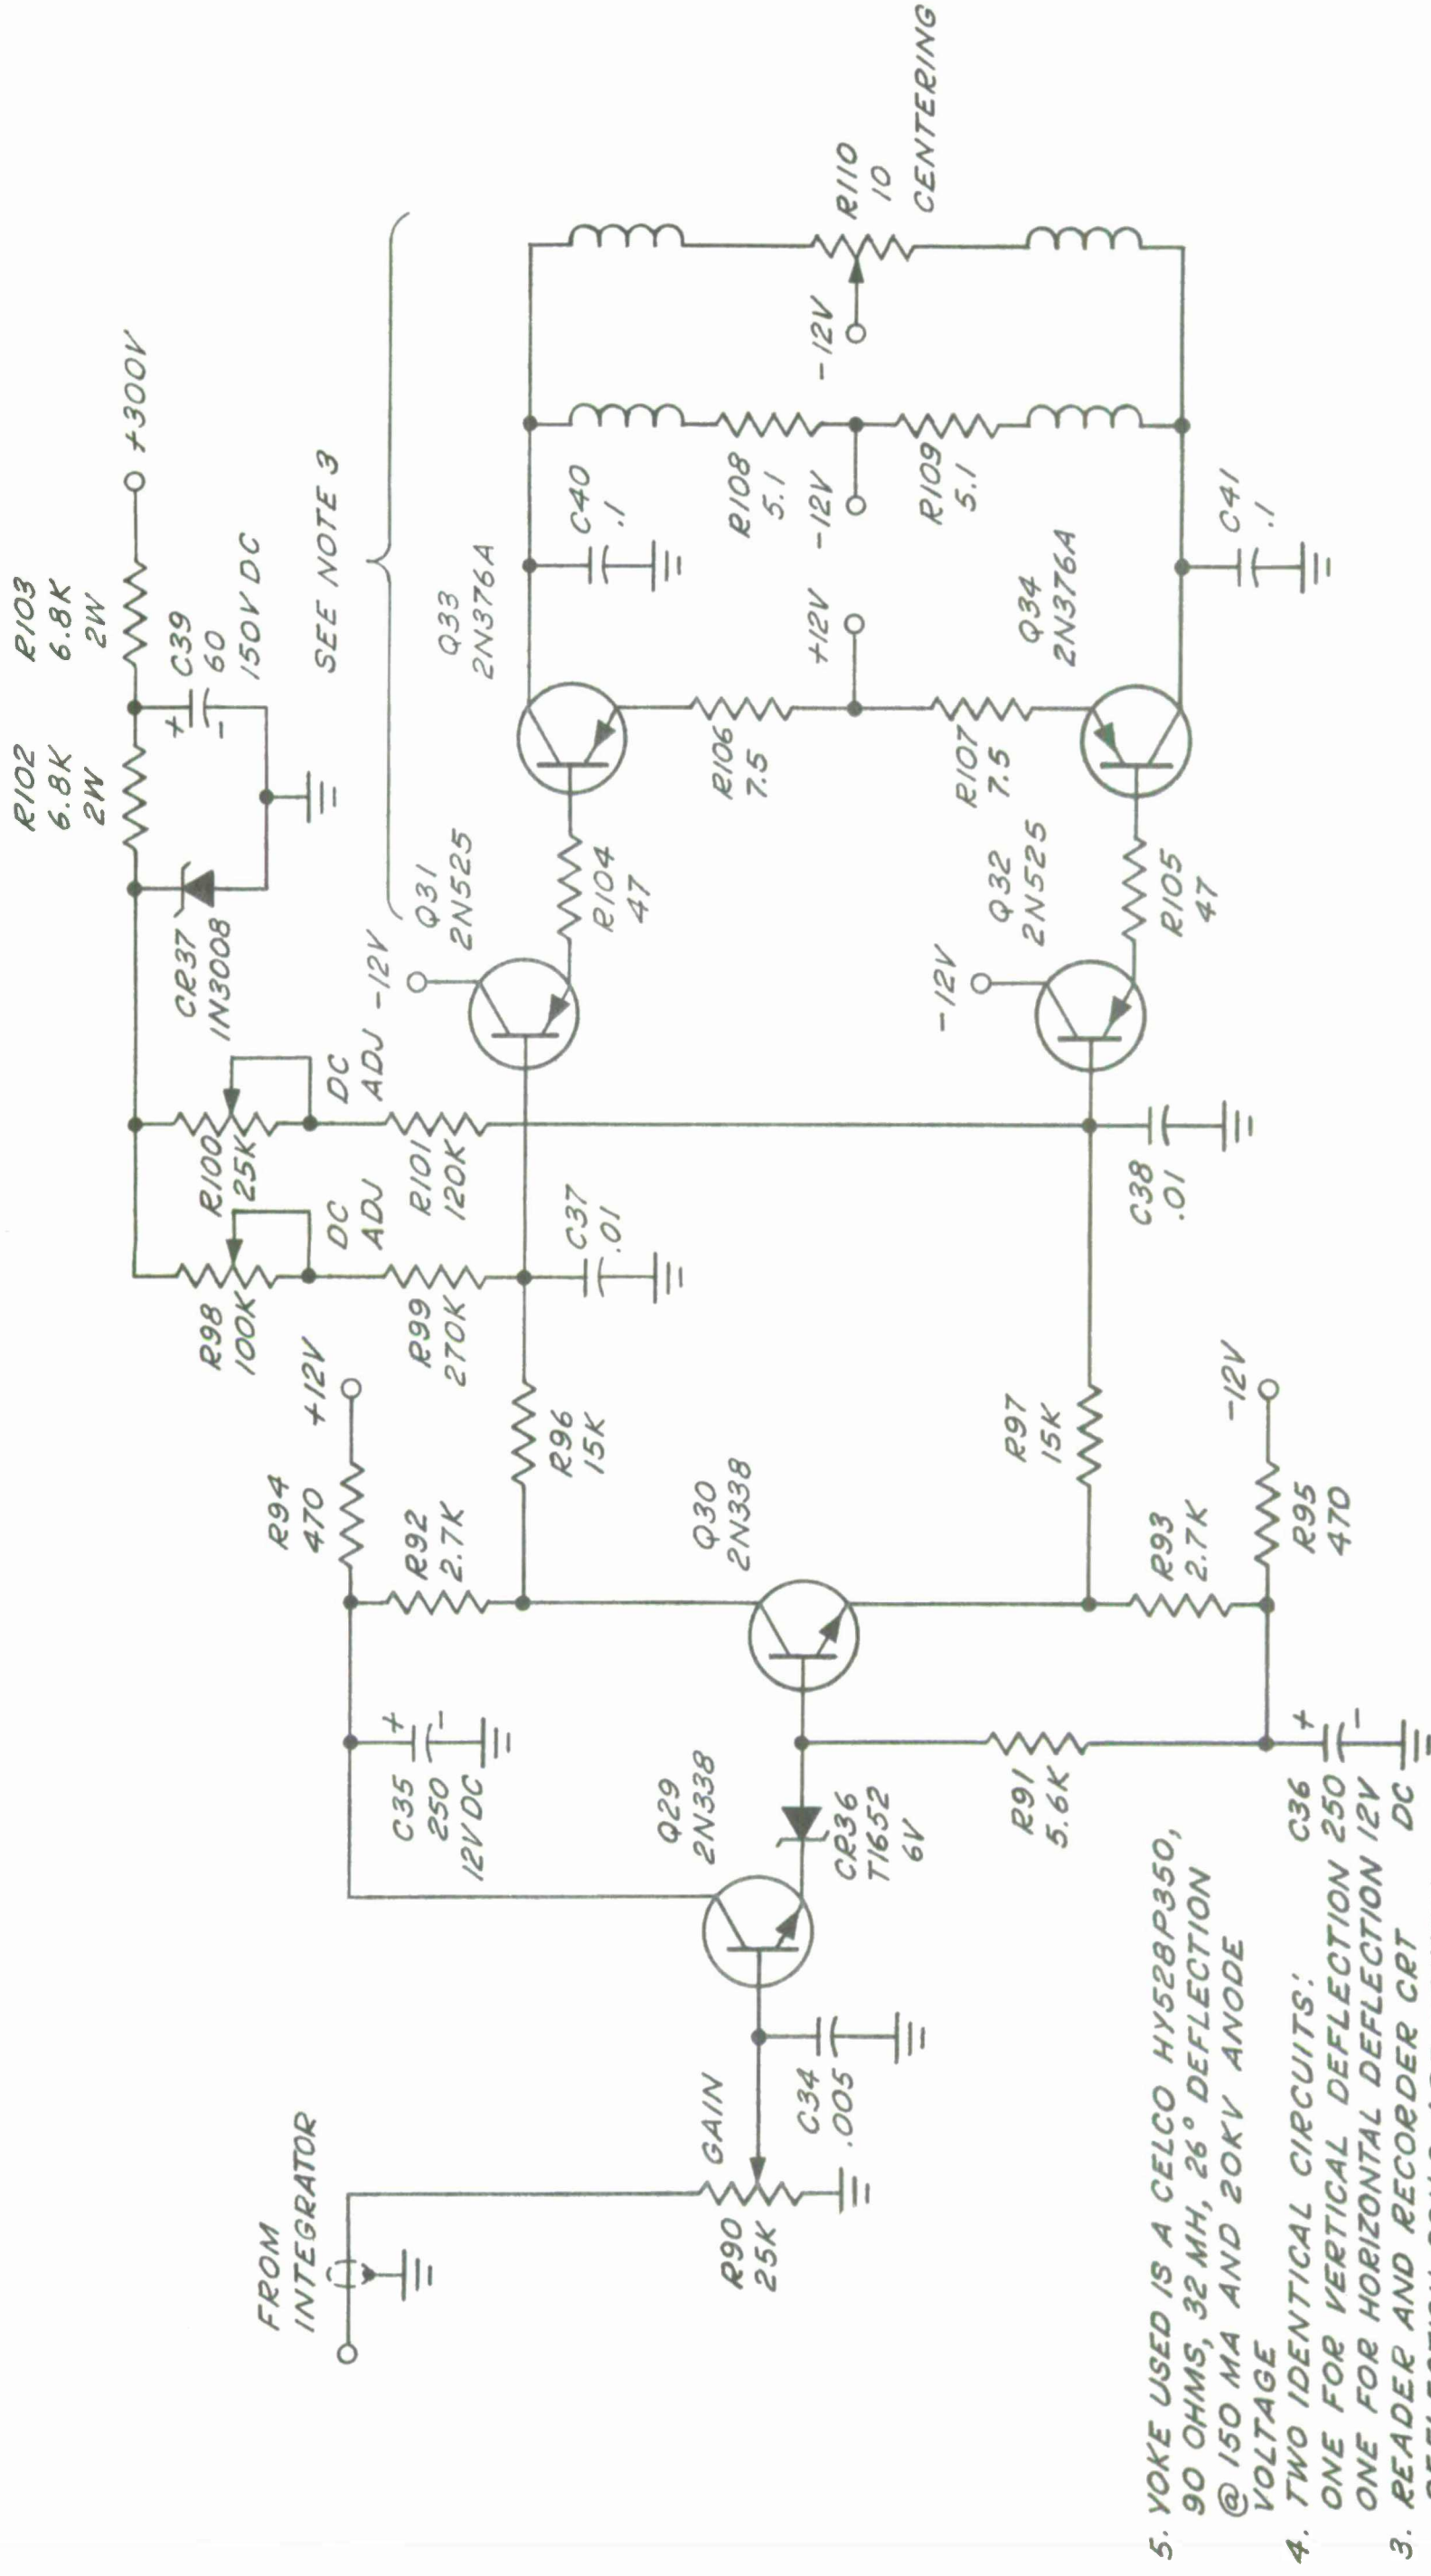 FROM
INTEGRATOR
GAIN
R90
25K
C34
.005
Q29
2N338
C35
250
12V DC
+
-
CR36
T1652
6V
R91
5.6K
C36
250
12V
DC
+
-
R94
470
+12V
R92
2.7K
Q30
2N338
R93
2.7K
R95
470
-12V
R96
15K
R97
15K
R98
100K
DC
ADJ
R99
270K
C37
.01
R100
25K
DC
ADJ
R101
120K
C38
.01
CR37
1N3008
R102
6.8K
2W
R103
6.8K
2W
C39
60
150V DC
+
-
+300V
SEE NOTE 3
-12V
Q31
2N525
R104
47
-12V
Q32
2N525
R105
47
Q33
2N376A
R106
7.5
+12V
R107
7.5
Q34
2N376A
C40
.1
C41
.1
R108
5.1
-12V
R109
5.1
-12V
R110
10
CENTERING
5. YOKE USED IS A CELCO HY528P350,
90 OHMS, 32 MH, 26° DEFLECTION
@ 150 MA AND 20KV ANODE
VOLTAGE
4. TWO IDENTICAL CIRCUITS:
ONE FOR VERTICAL DEFLECTION
ONE FOR HORIZONTAL DEFLECTION
3. READER AND RECORDER CRT